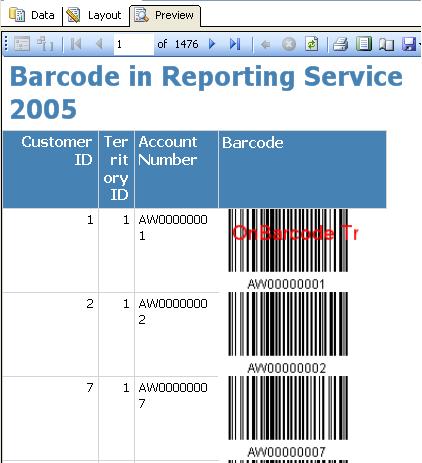 Data Layout Preview
1 of 1476
Barcode in Reporting Service
2005
Customer ID Territory ID Account Number Barcode
1 1 AW00000001 OnBarcode Tr
AW00000001
2 1 AW00000002
AW00000002
7 1 AW00000007
AW00000007